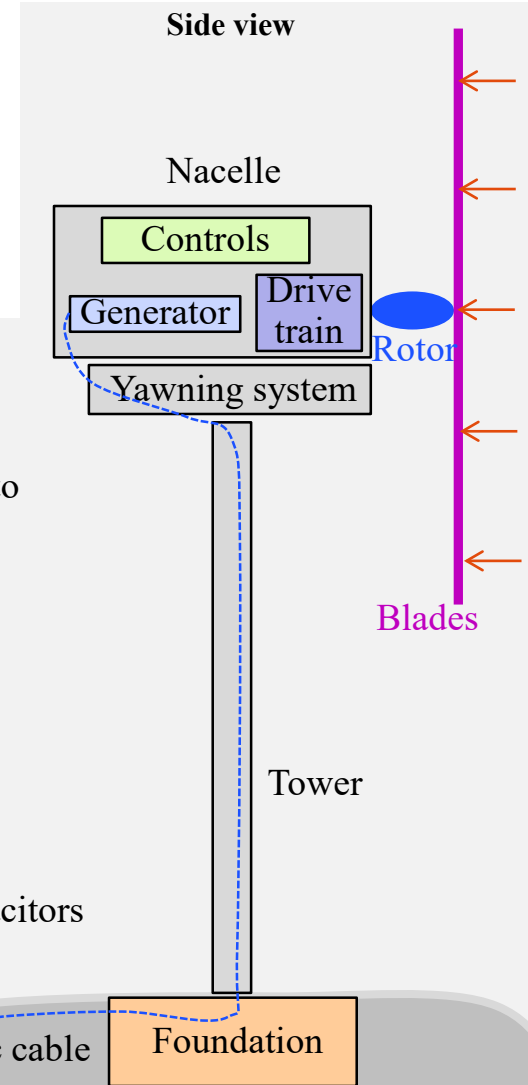 Side view
Nacelle
Controls
Generator
Drive
train
Rotor
Yawning system
Blades
Tower
citors
cable
Foundation